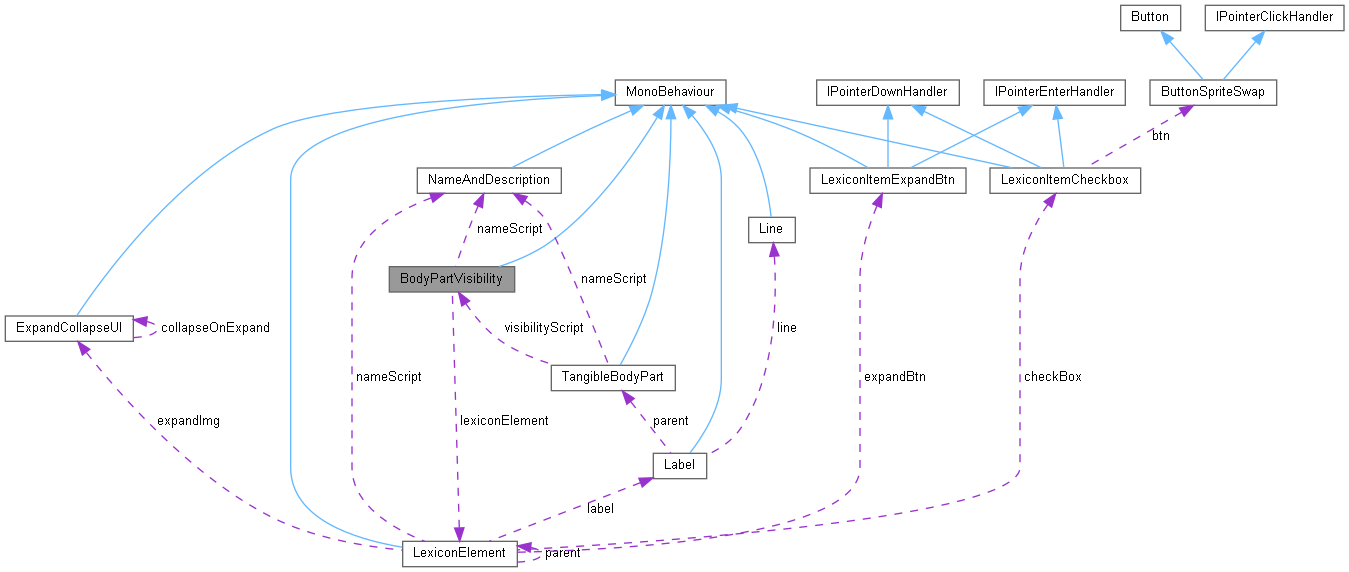 Button
IPointerClickHandler
MonoBehaviour
IPointerDownHandler
IPointerEnterHandler
ButtonSpriteSwap
btn
NameAndDescription
LexiconItemExpandBtn
LexiconItemCheckbox
nameScript
Line
BodyPartVisibility
nameScript
ExpandCollapseUI
collapseOnExpand
visibilityScript
line
nameScript
TangibleBodyPart
expandBtn
checkBox
expandImg
lexiconElement
parent
Label
label
LexiconElement
parent